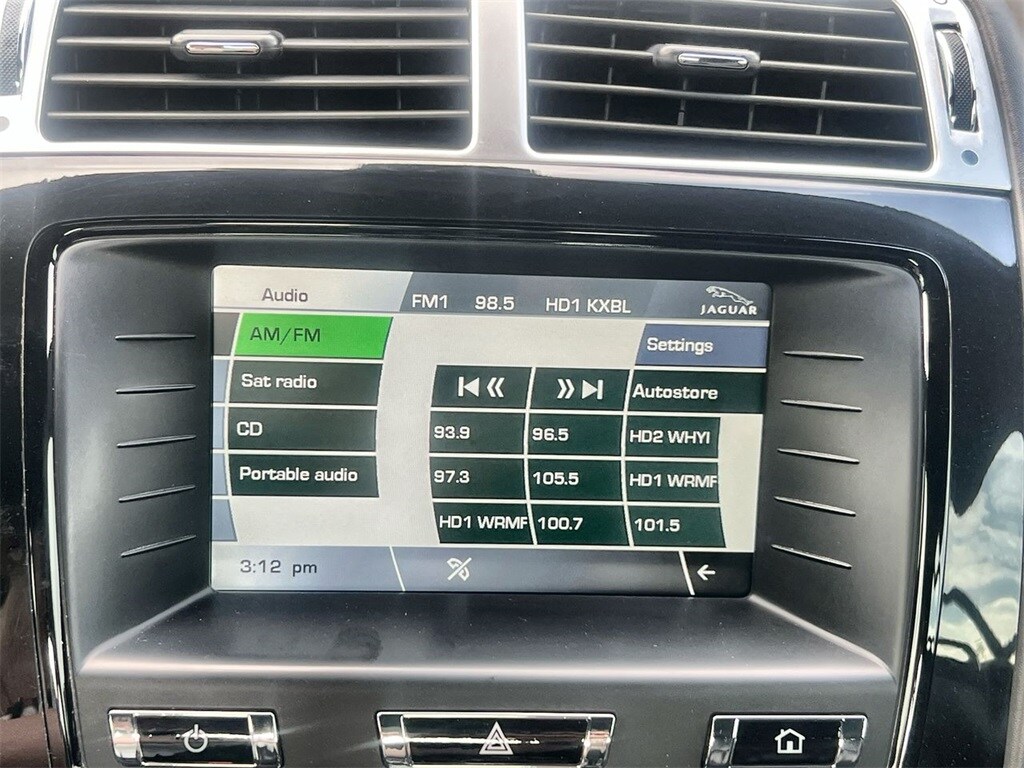 Audio
FM1 98.5 HD1 KXBL
JAGUAR
AM/FM
Settings
Sat radio
Autostore
CD
93.9 96.5 HD2 WHYI
Portable audio
97.3 105.5 HD1 WRMF
HD1 WRMF 100.7 101.5
3:12 pm